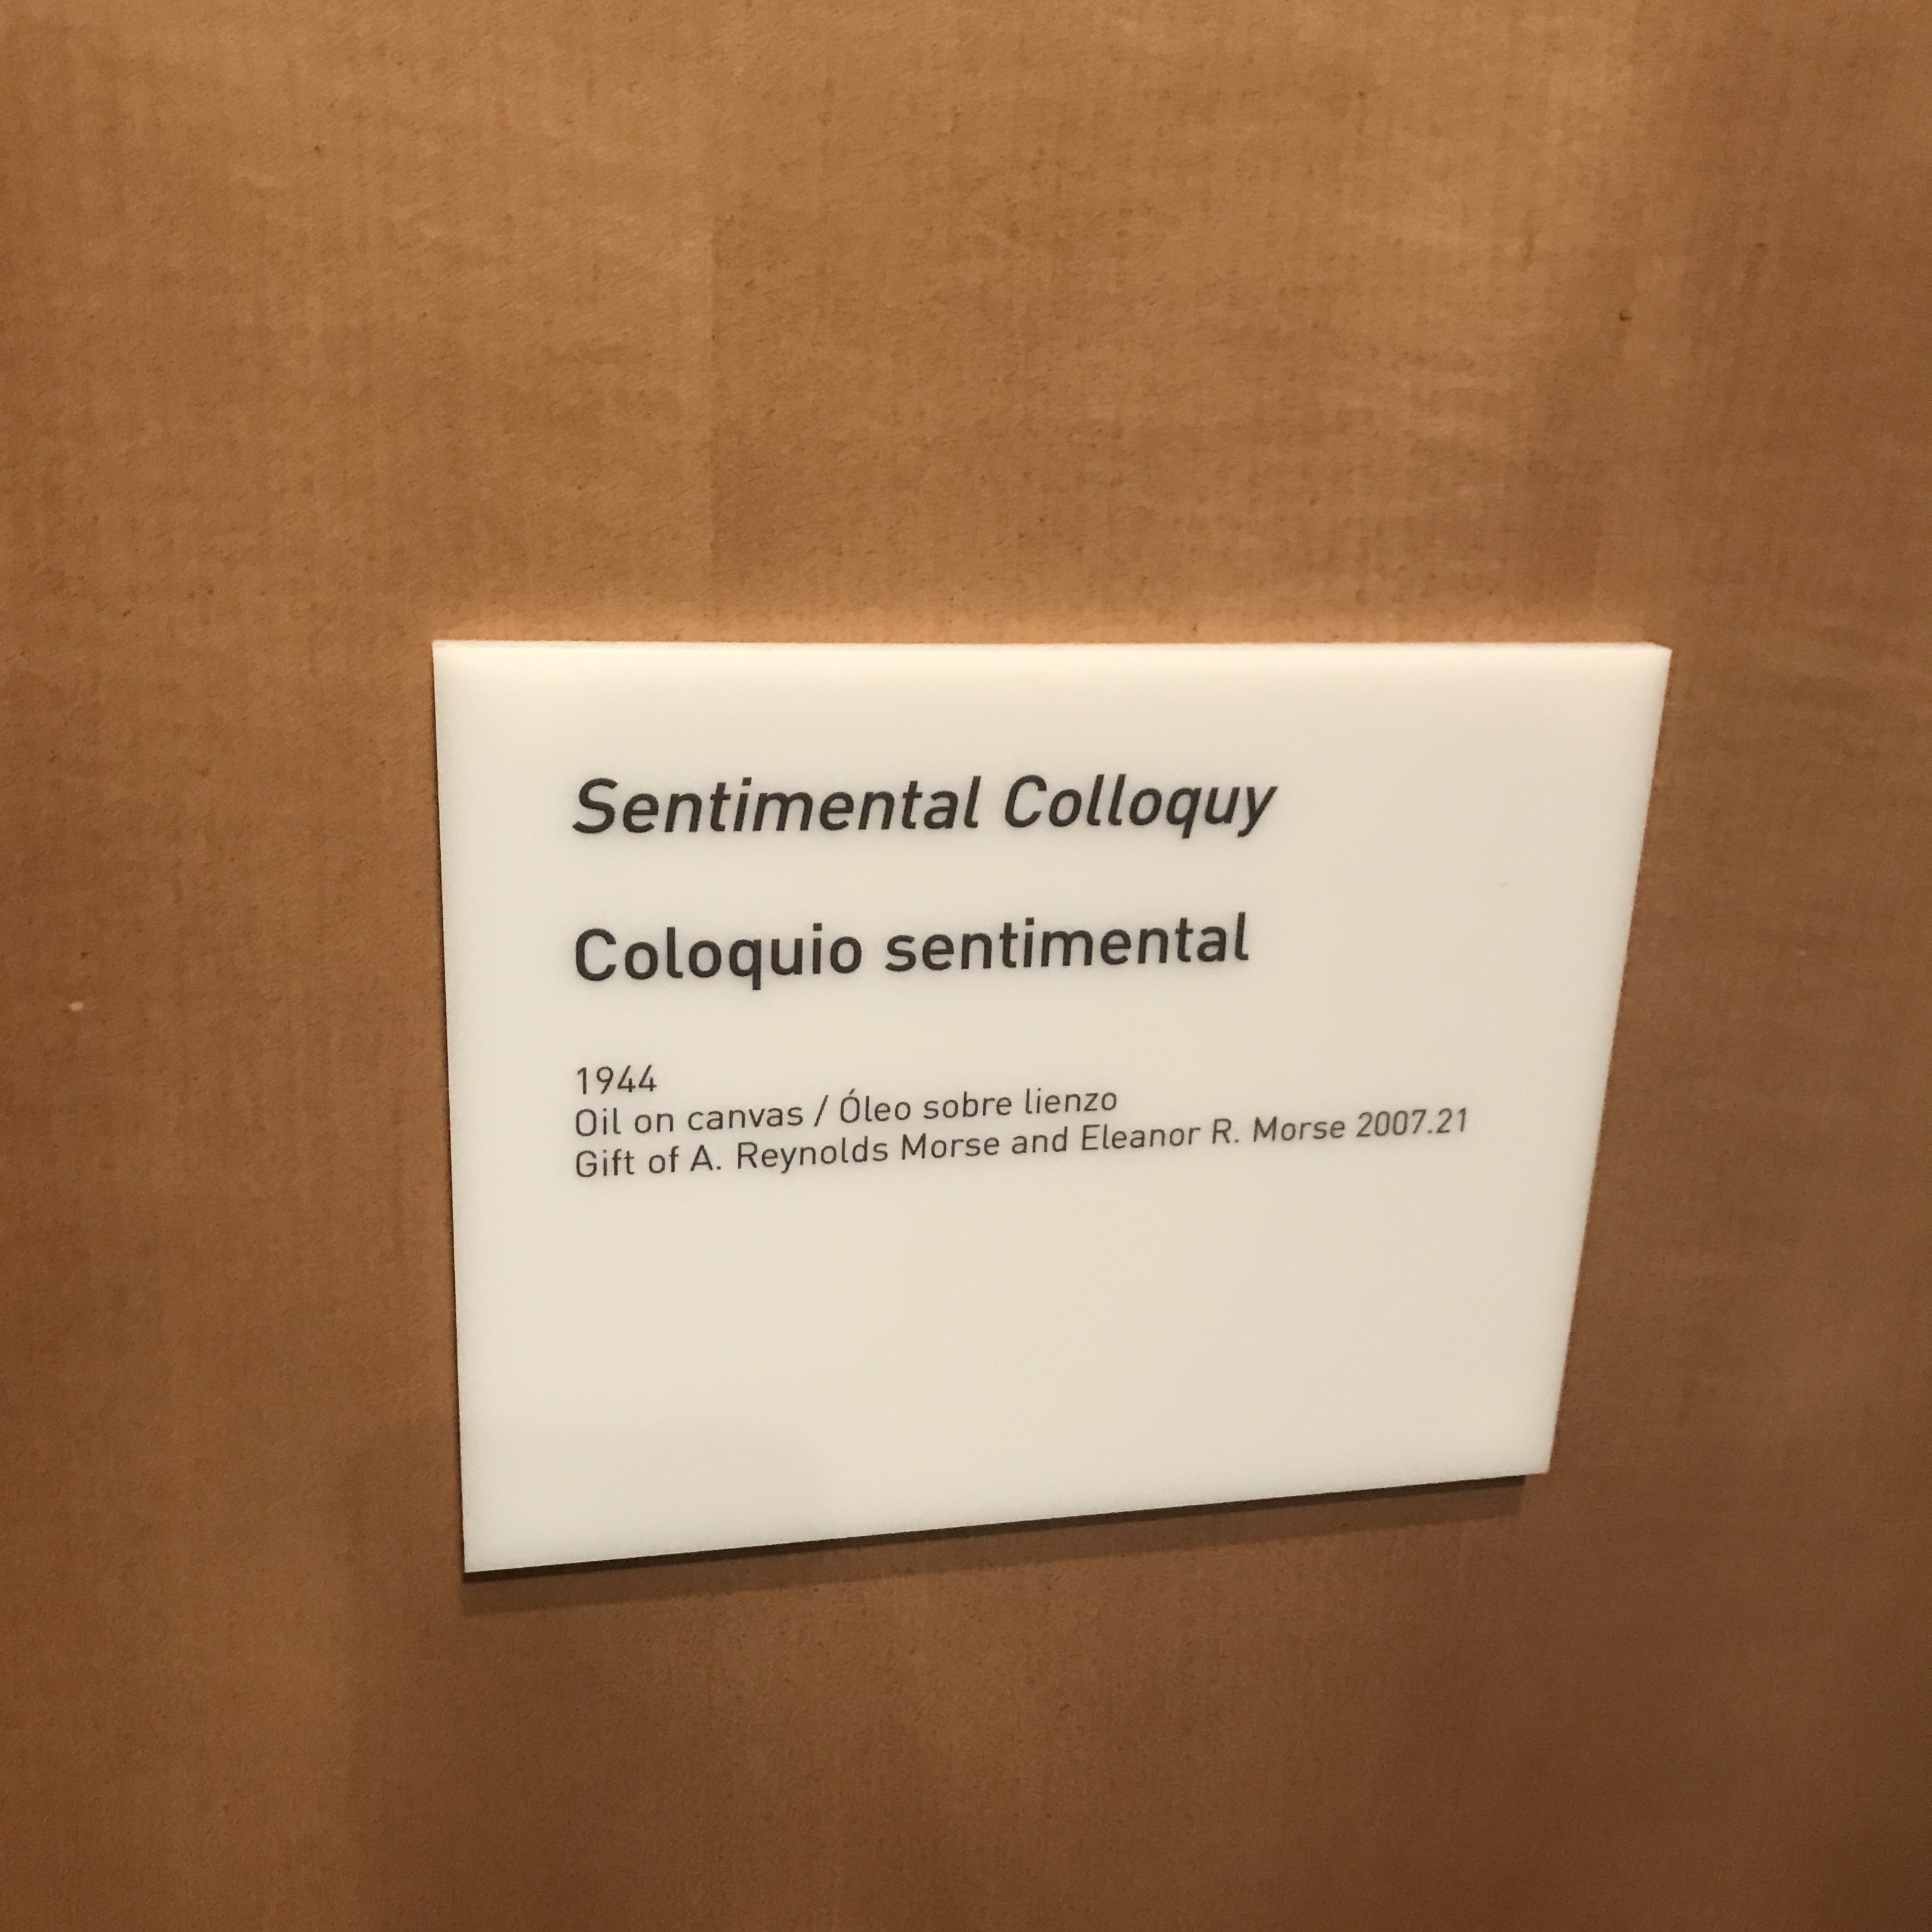 Sentimental Colloquy
Coloquio sentimental
1944
Oil on canvas / Óleo sobre lienzo
Gift of A. Reynolds Morse and Eleanor R. Morse 2007.21